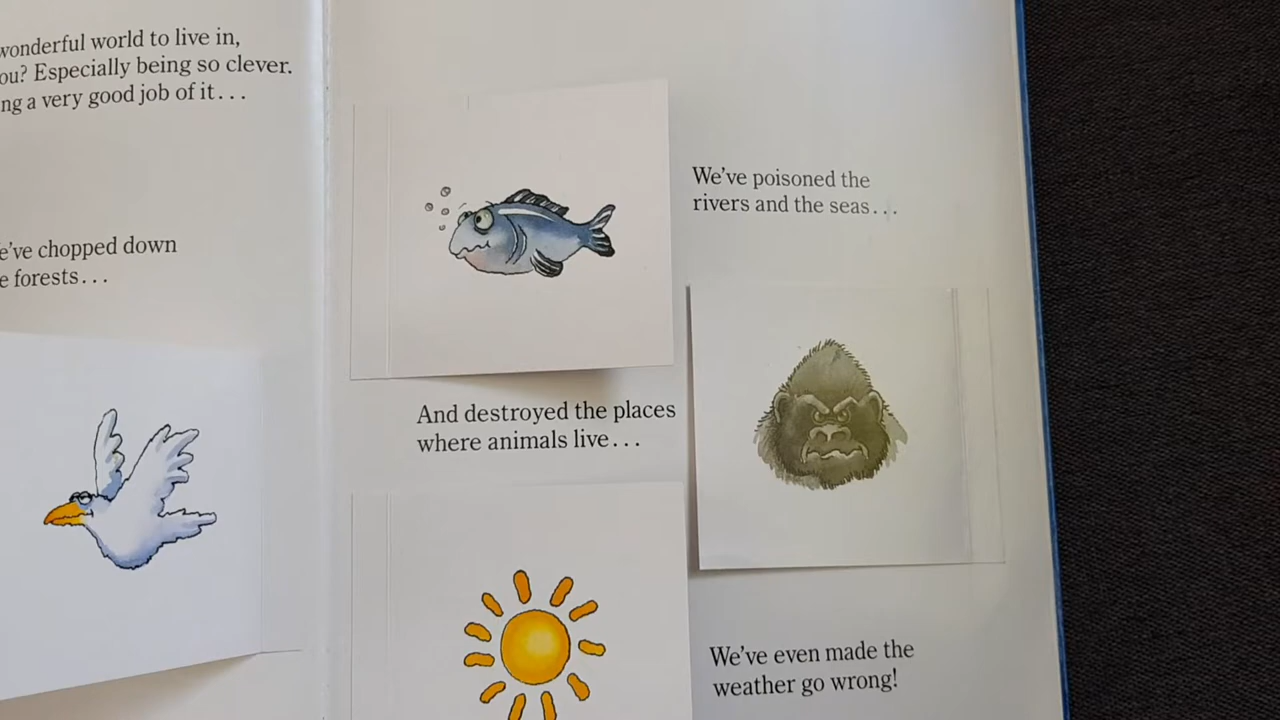 wonderful world to live in,
ou? Especially being so clever.
ng a very good job of it...
e've chopped down
e forests...
We've poisoned the
rivers and the seas...
And destroyed the places
where animals live...
We've even made the
weather go wrong!